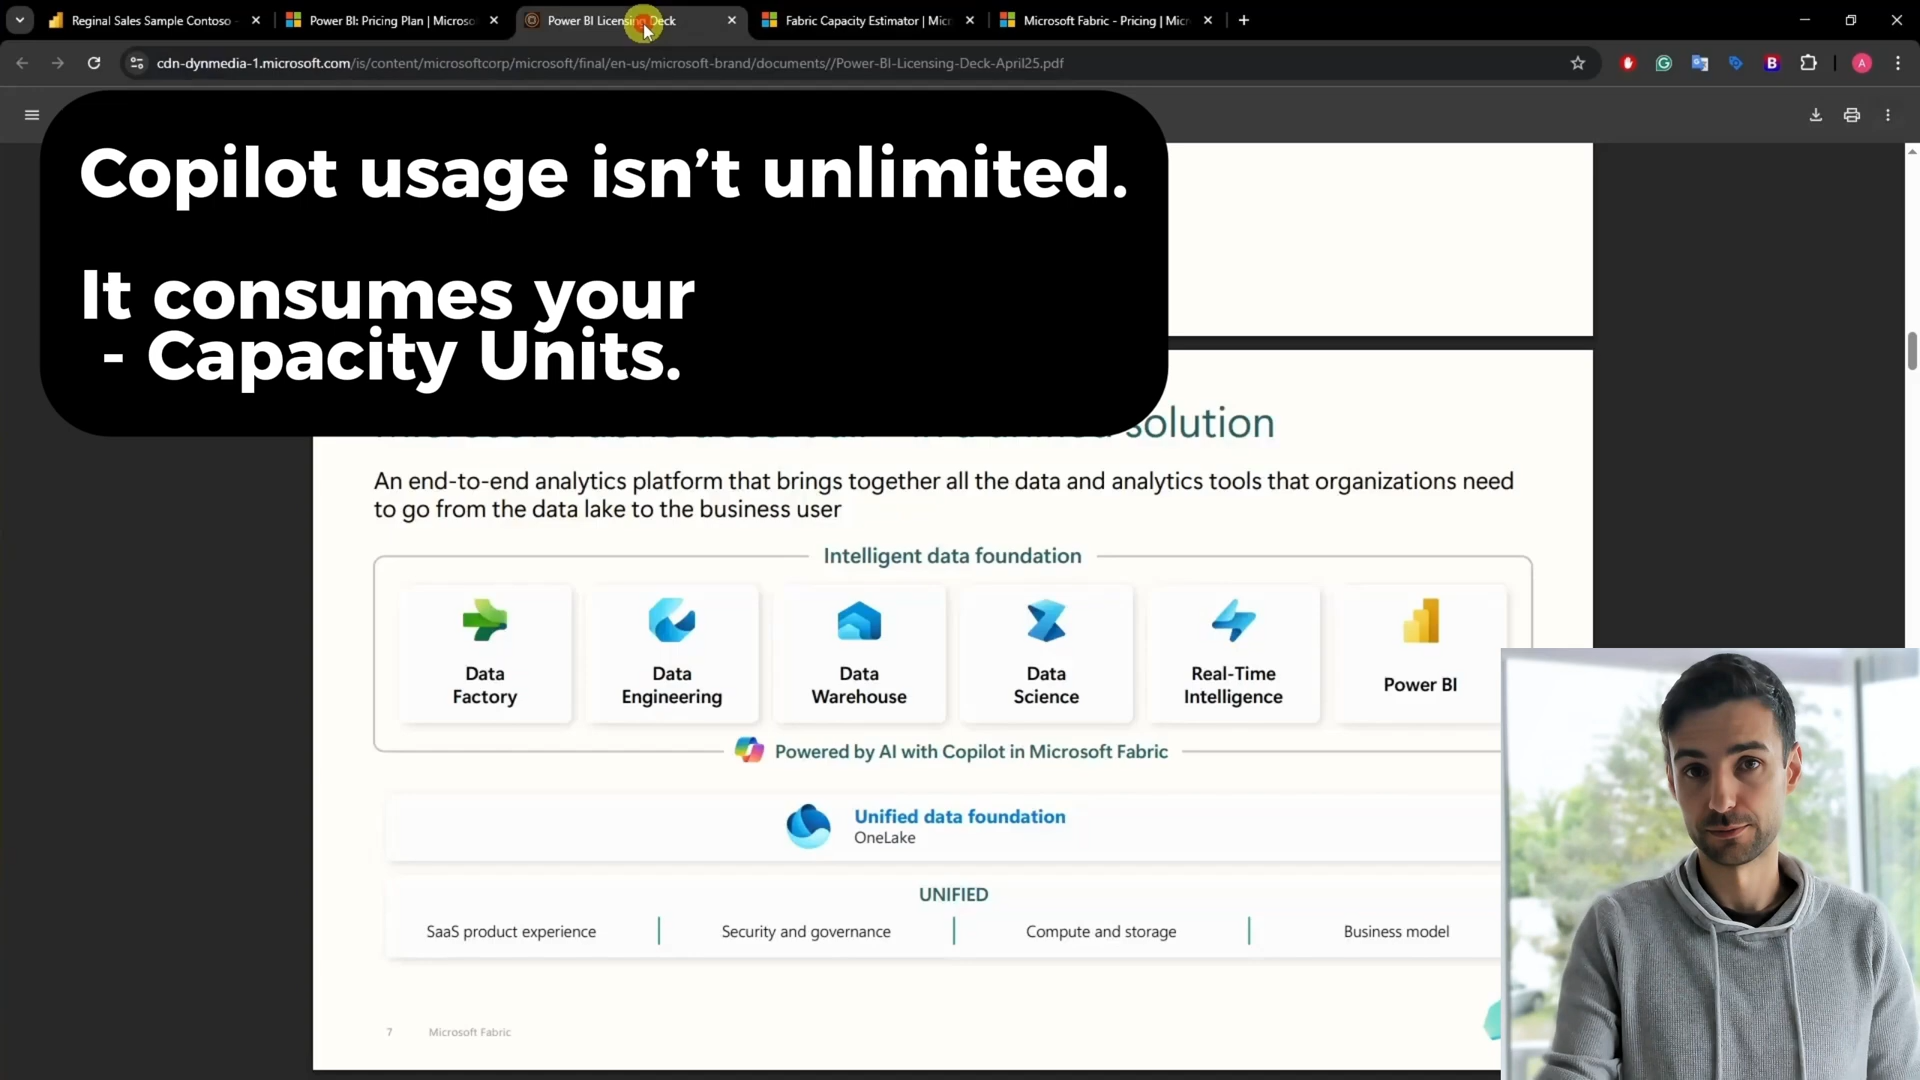 Reginal Sales Sample Contoso
Power BI: Pricing Plan | Microso
Power BI Licensing Deck
Fabric Capacity Estimator | Micr
Microsoft Fabric - Pricing | Micr
cdn-dynmedia-1.microsoft.com/is/content/microsoftcorp/microsoft/final/en-us/microsoft-brand/documents//Power-BI-Licensing-Deck-April25.pdf
A
B
Copilot usage isn’t unlimited.
It consumes your
- Capacity Units.
solution
An end-to-end analytics platform that brings together all the data and analytics tools that organizations need
to go from the data lake to the business user
Intelligent data foundation
Data
Factory
Data
Engineering
Data
Warehouse
Data
Science
Real-Time
Intelligence
Power BI
Powered by AI with Copilot in Microsoft Fabric
Unified data foundation
OneLake
UNIFIED
SaaS product experience
Security and governance
Compute and storage
Business model
7
Microsoft Fabric